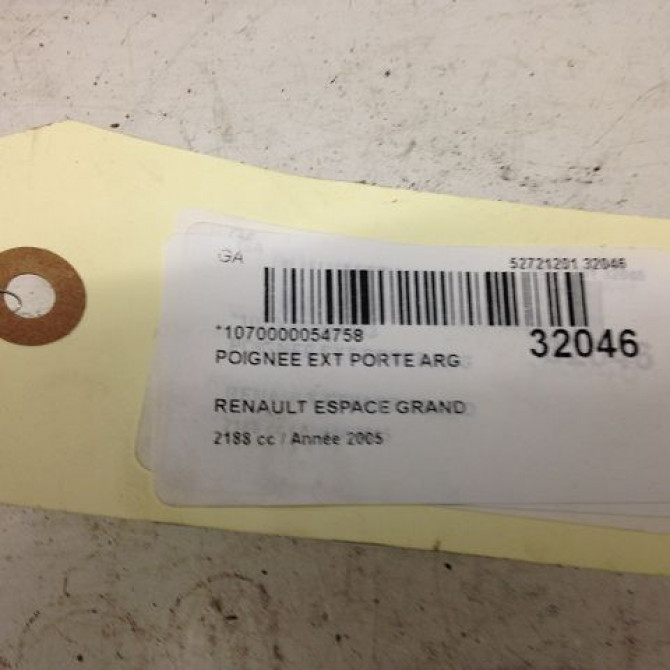 GA 52721201 32046
*1070000054758 32046
POIGNEE EXT PORTE ARG
RENAULT ESPACE GRAND
2188 cc / Année 2005